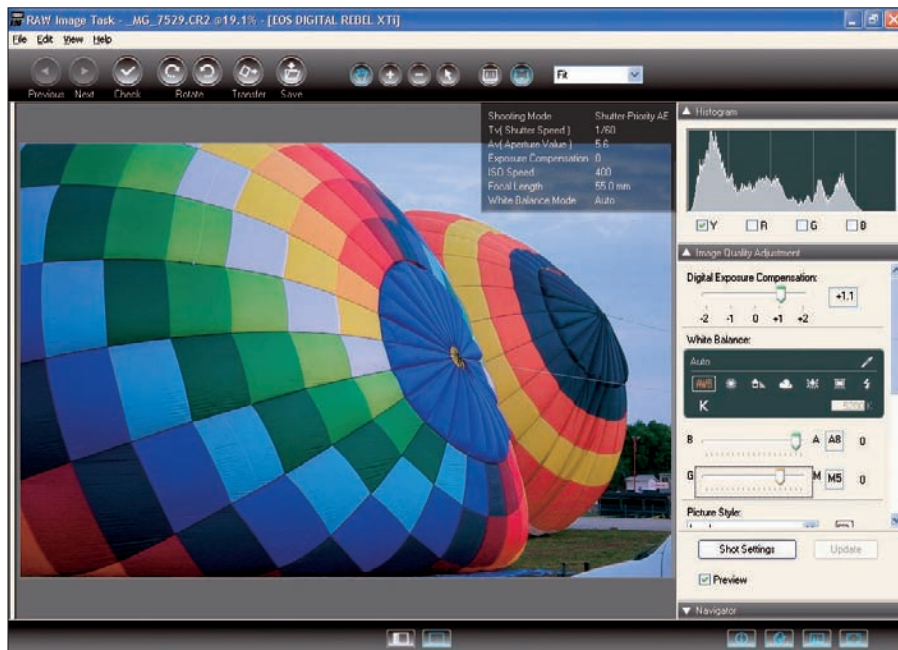 RAW Image Task - _MG_7529.CR2 @19.1% - [EOS DIGITAL REBEL XTi]
File Edit View Help
Previous Next Check Rotate Transfer Save
Fit
Shooting Mode Shutter-Priority AE
Tv( Shutter Speed ) 1/60
Av( Aperture Value ) 5.6
Exposure Compensation 0
ISO Speed 400
Focal Length 55.0 mm
White Balance Mode Auto
Histogram
Y R G B
Image Quality Adjustment
Digital Exposure Compensation:
+1.1
-2 -1 0 +1 +2
White Balance:
Auto
AWB
K 5200 K
B A A8 0
G M M5 0
Picture Style:
Shot Settings Update
Preview
Navigator